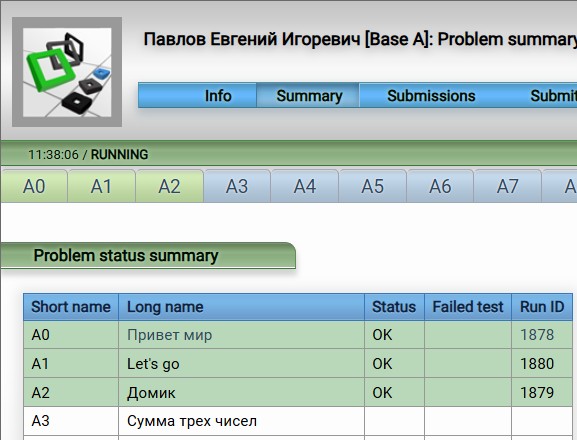 Павлов Евгений Игоревич [Base A]: Problem summary
Info Summary Submissions Submit
11:38:06 / RUNNING
A0 A1 A2 A3 A4 A5 A6 A7 A
Problem status summary
Short name Long name Status Failed test Run ID
A0 Привет мир OK 1878
A1 Let's go OK 1880
A2 Домик OK 1879
A3 Сумма трех чисел